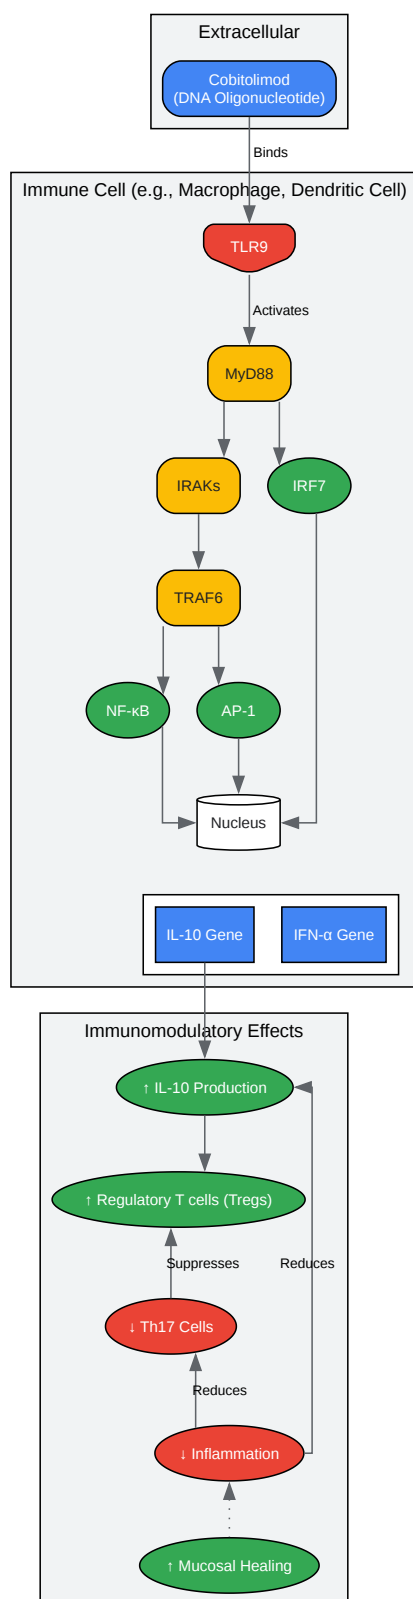 Extracellular
Cobitolimod
(DNA Oligonucleotide)
Binds
Immune Cell (e.g., Macrophage, Dendritic Cell)
TLR9
Activates
MyD88
IRAKs
IRF7
TRAF6
NF-κB
AP-1
Nucleus
IL-10 Gene
IFN-α Gene
Immunomodulatory Effects
↑ IL-10 Production
↑ Regulatory T cells (Tregs)
Suppresses
Reduces
↓ Th17 Cells
Reduces
↓ Inflammation
↑ Mucosal Healing